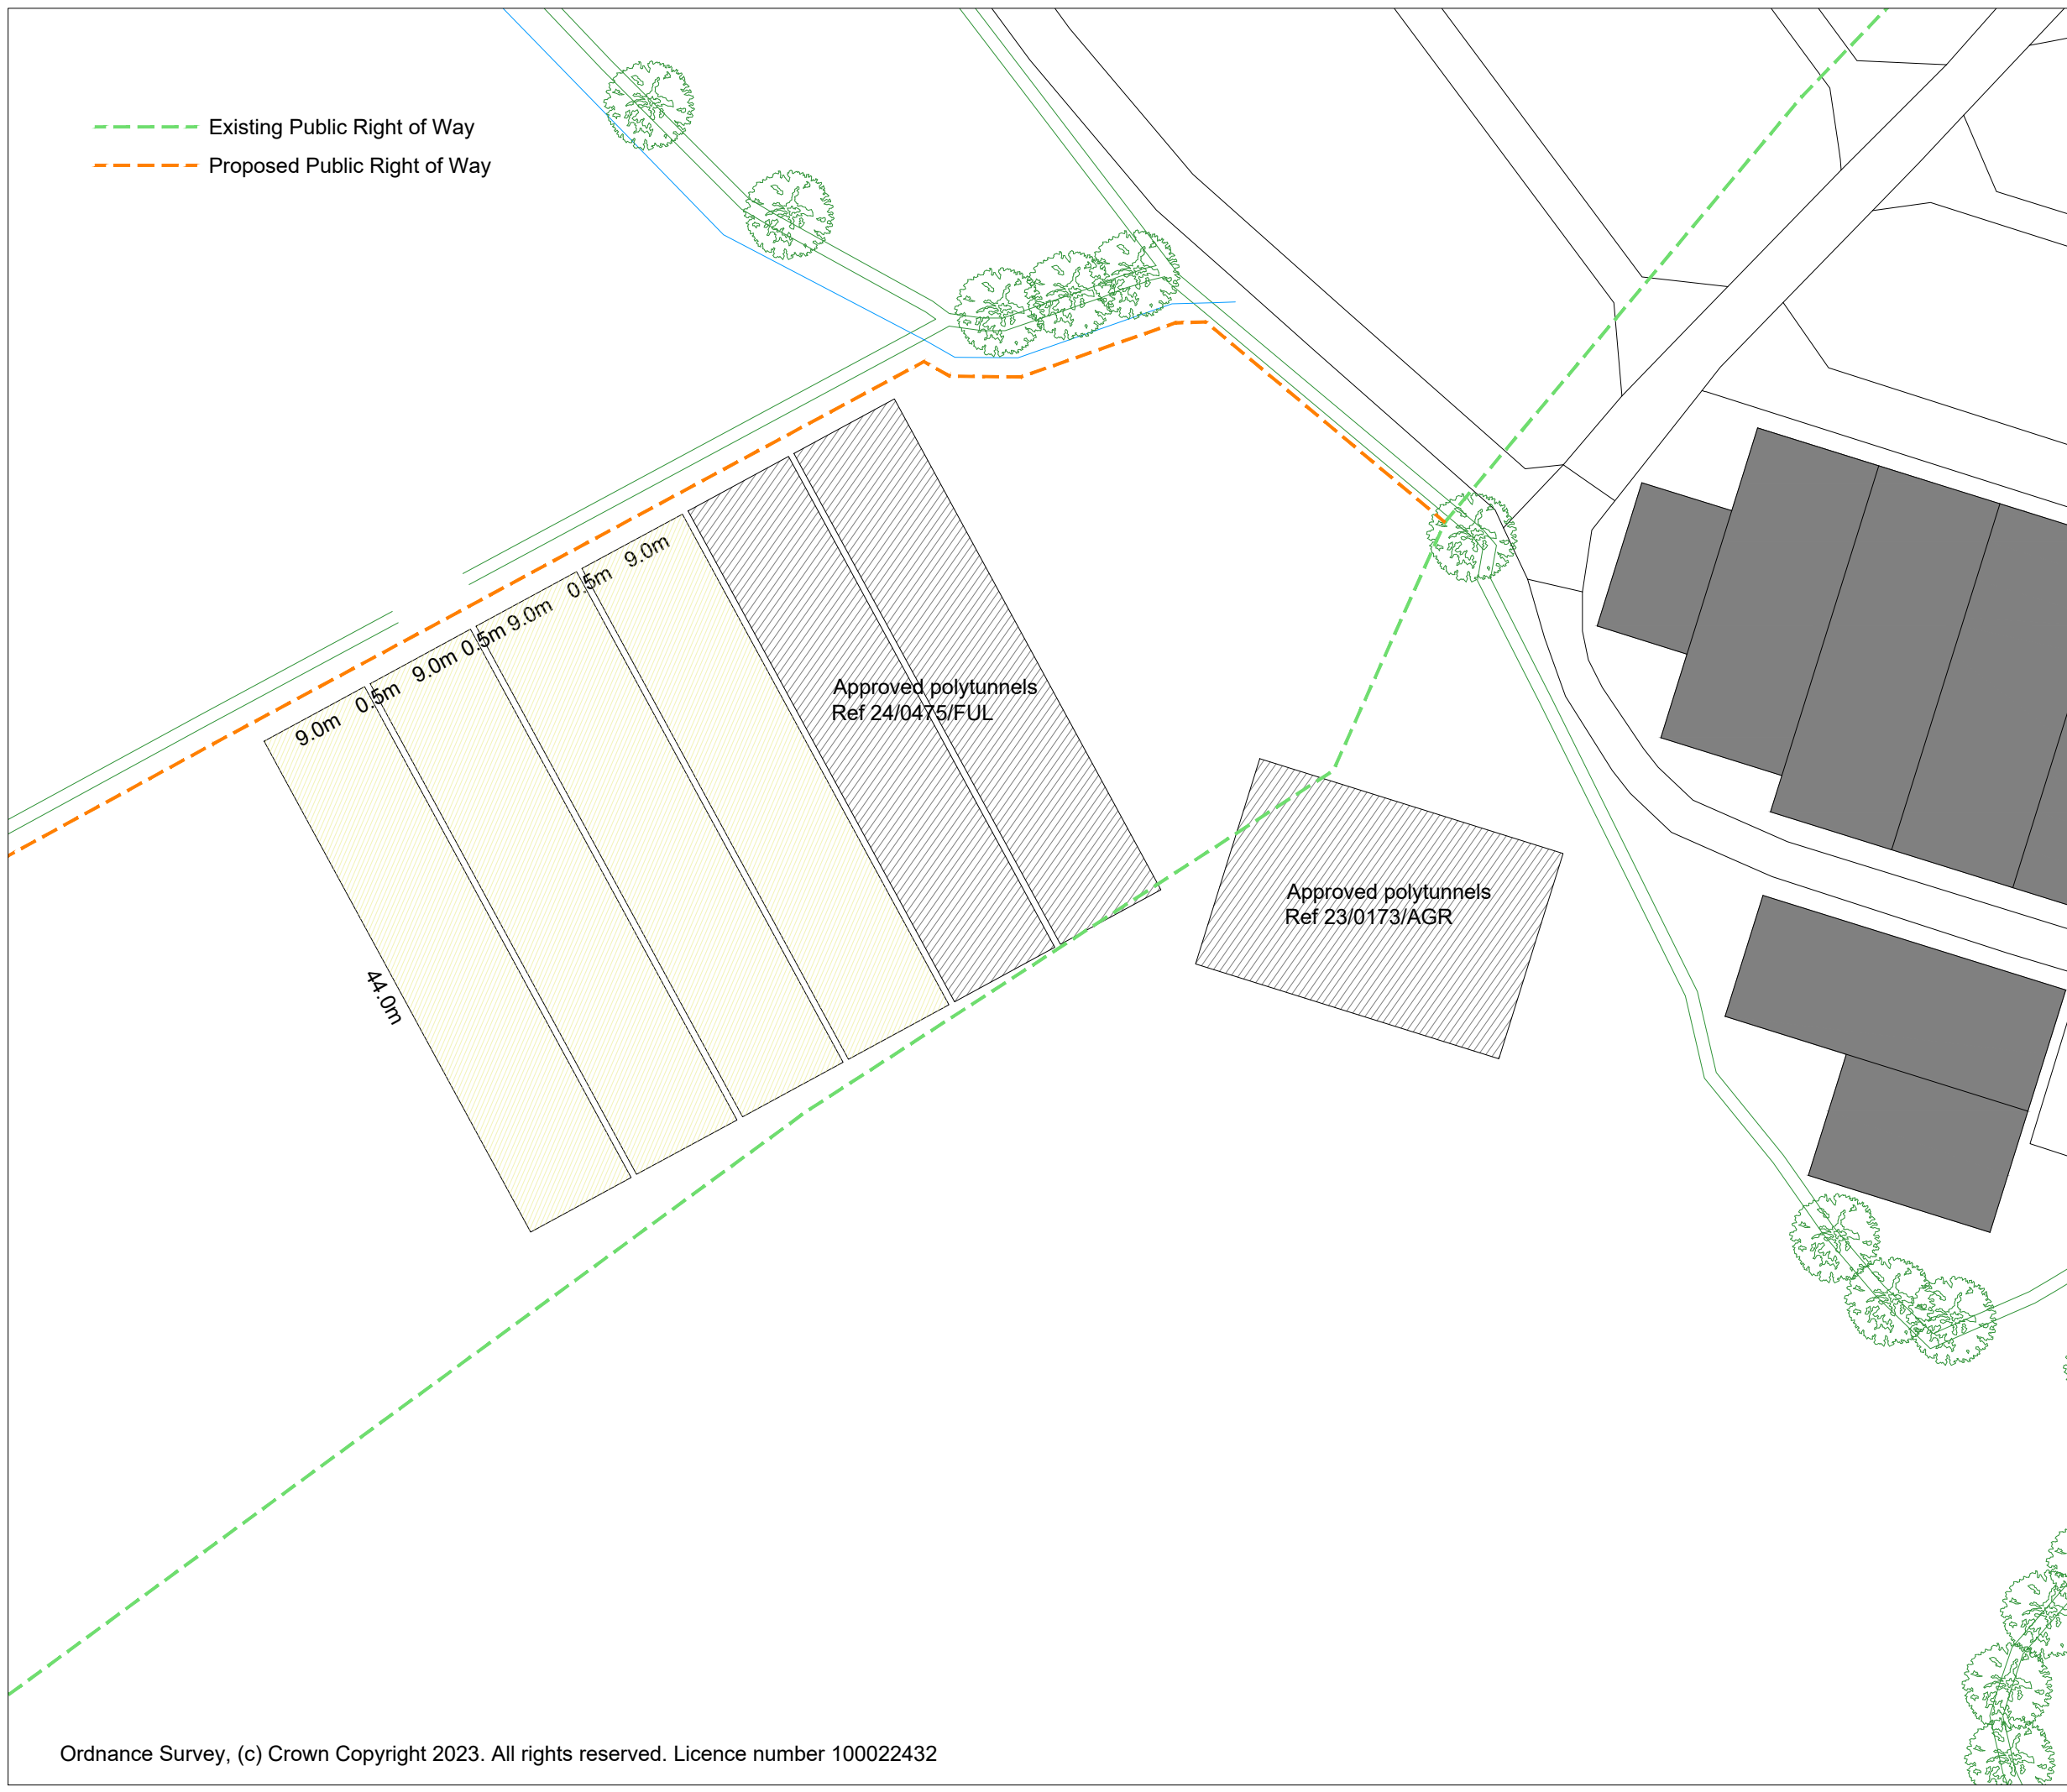 Existing Public Right of Way
Proposed Public Right of Way
9.0m
0.5m
9.0m
0.5m
9.0m
0.5m
9.0m
44.0m
Approved polytunnels
Ref 24/0475/FUL
Approved polytunnels
Ref 23/0173/AGR
Ordnance Survey, (c) Crown Copyright 2023. All rights reserved. Licence number 100022432